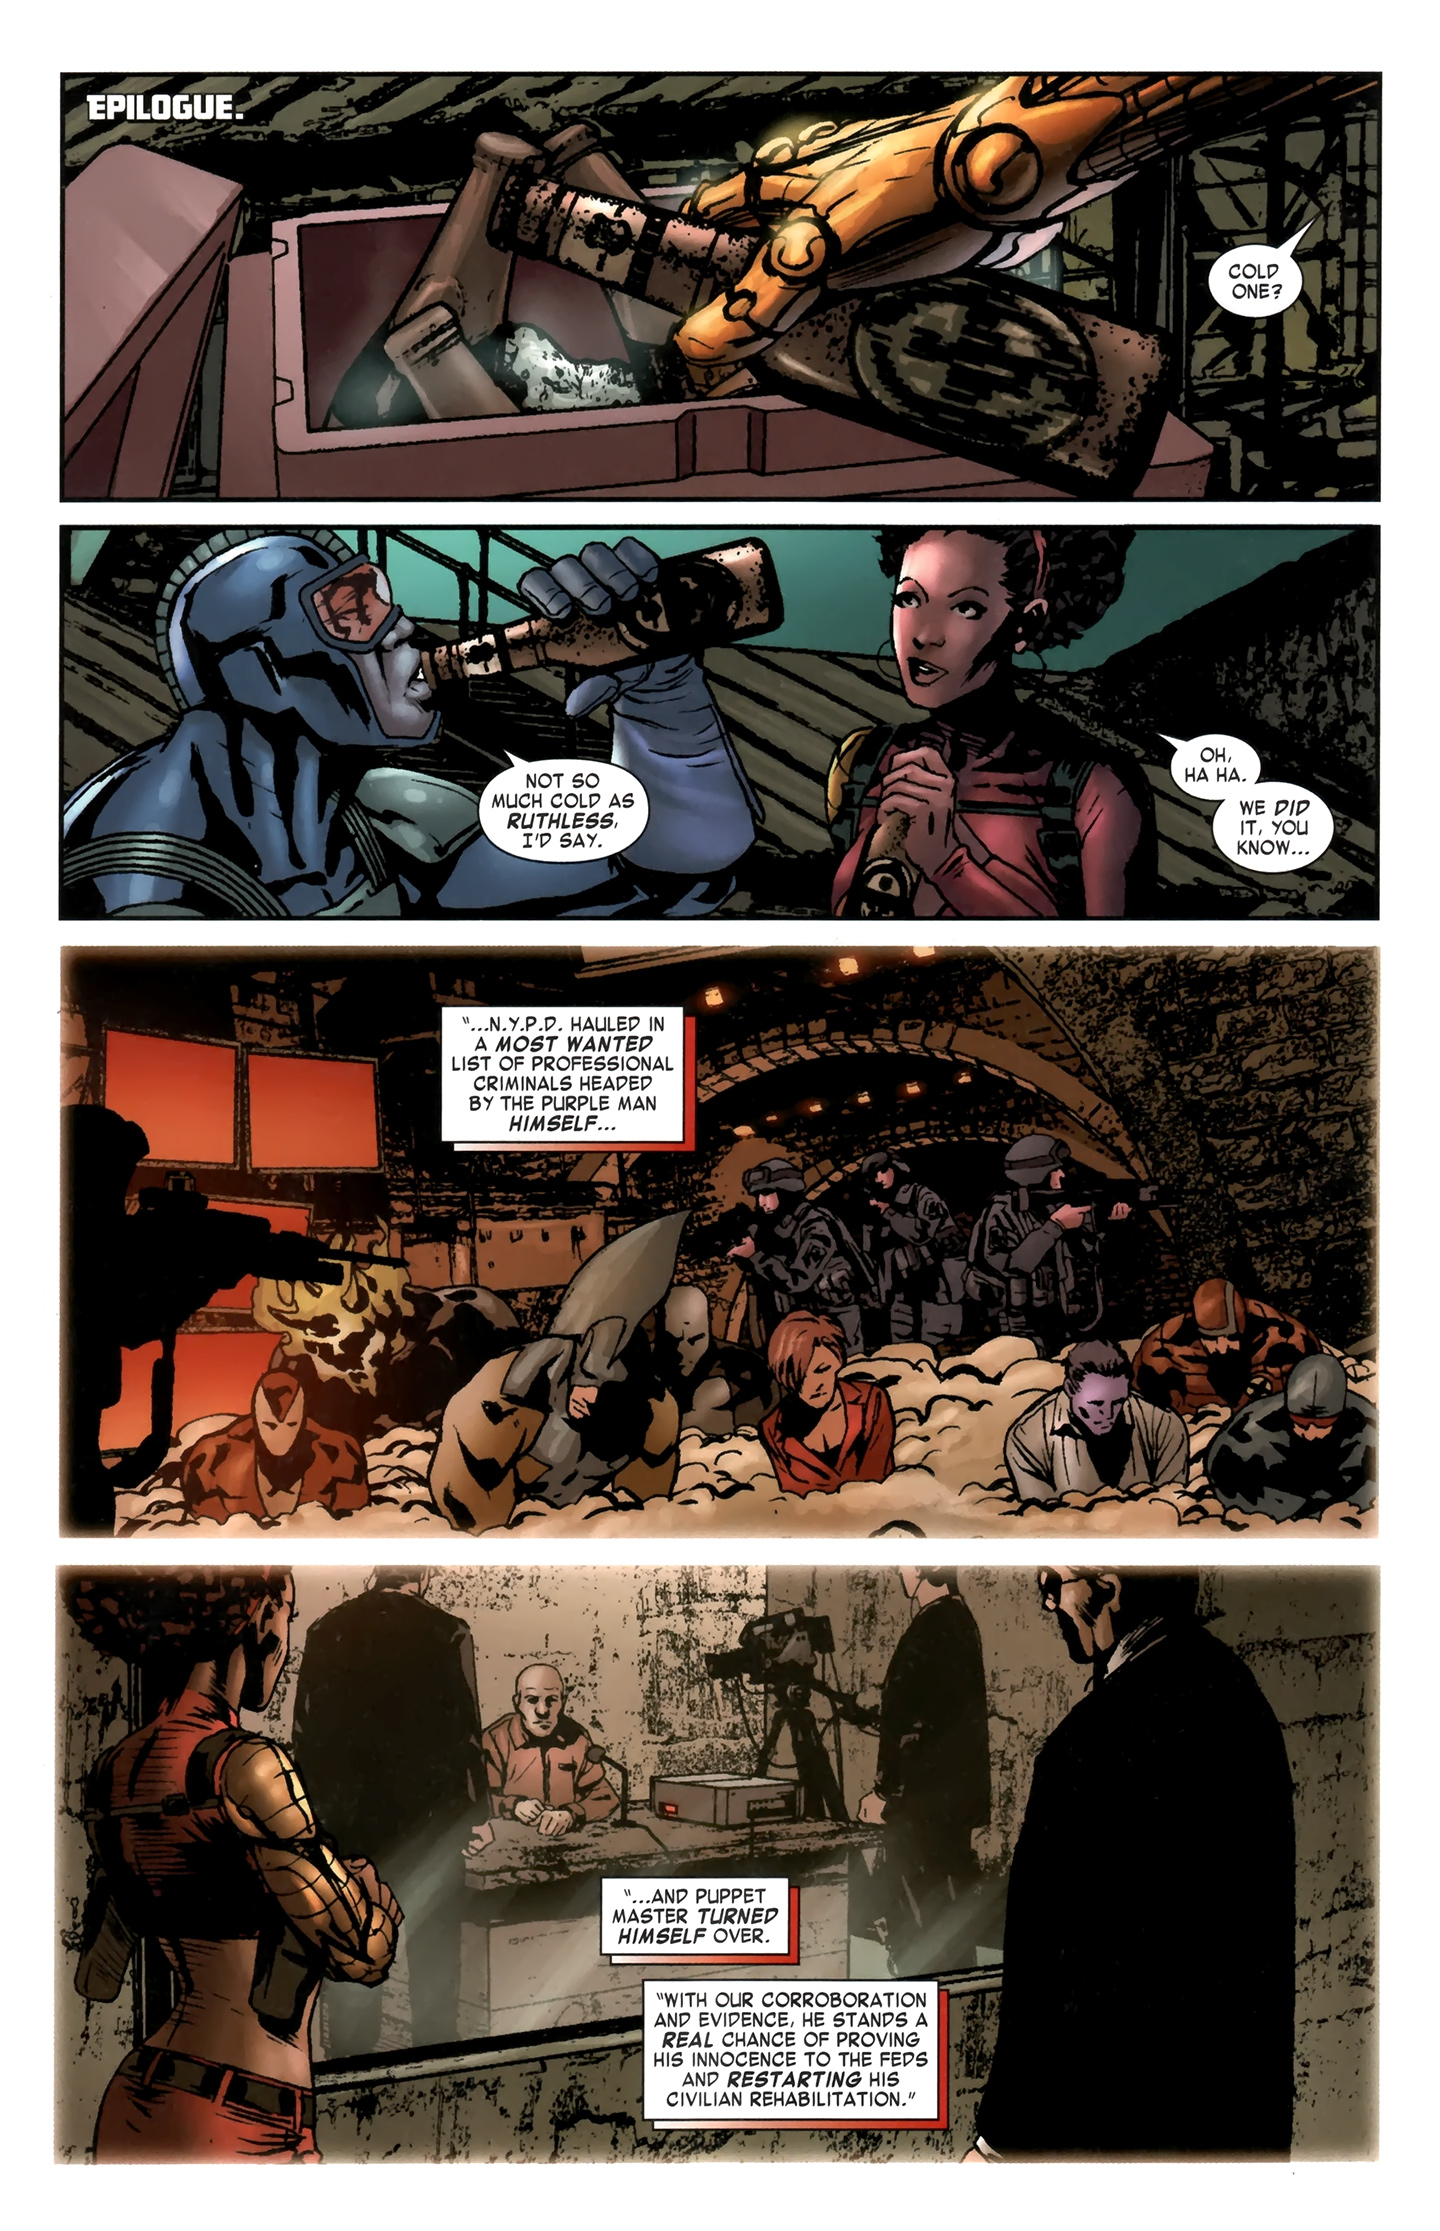 EPILOGUE.
COLD
ONE?
NOT SO
MUCH COLD AS
RUTHLESS,
I'D SAY.
OH,
HA HA.
WE DID
IT, YOU
KNOW...
"...N.Y.P.D. HAULED IN
A MOST WANTED
LIST OF PROFESSIONAL
CRIMINALS HEADED
BY THE PURPLE MAN
HIMSELF...
"...AND PUPPET
MASTER TURNED
HIMSELF OVER.
"WITH OUR CORROBORATION
AND EVIDENCE, HE STANDS A
REAL CHANCE OF PROVING
HIS INNOCENCE TO THE FEDS
AND RESTARTING HIS
CIVILIAN REHABILITATION."